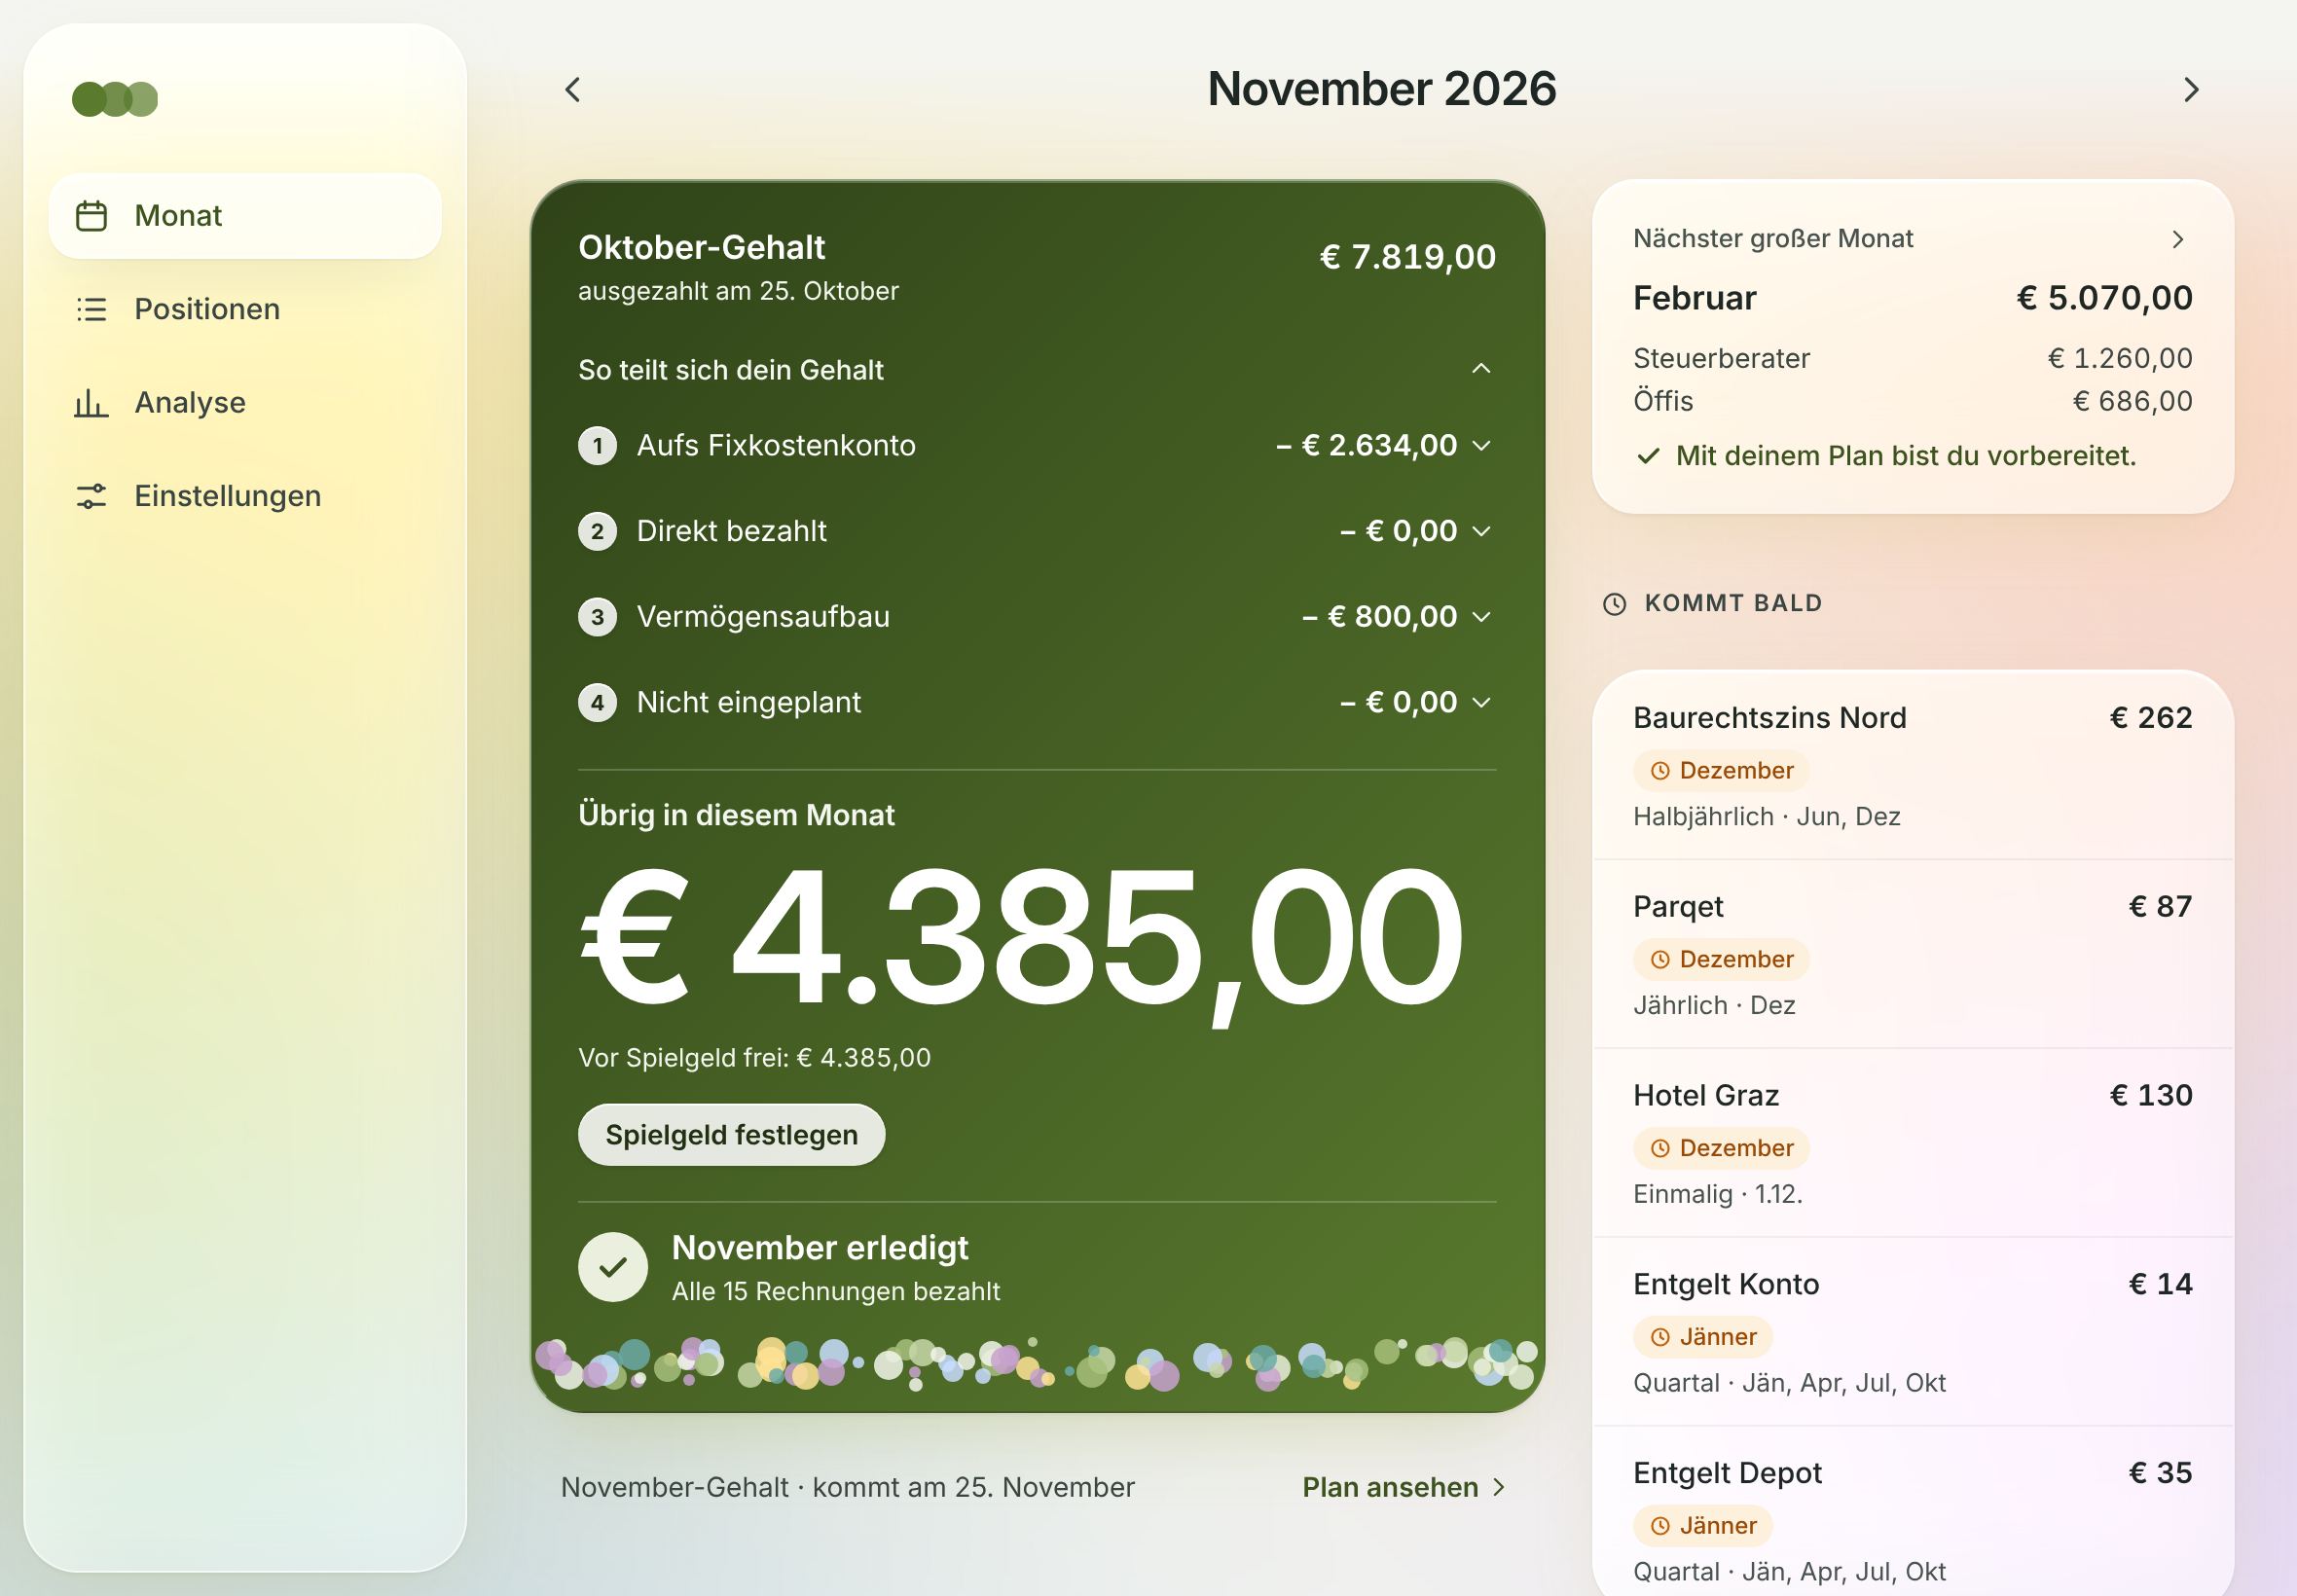 November 2026
Monat
Positionen
Analyse
Einstellungen
Oktober-Gehalt
€ 7.819,00
ausgezahlt am 25. Oktober
So teilt sich dein Gehalt
1 Aufs Fixkostenkonto – € 2.634,00
2 Direkt bezahlt – € 0,00
3 Vermögensaufbau – € 800,00
4 Nicht eingeplant – € 0,00
Übrig in diesem Monat
€ 4.385,00
Vor Spielgeld frei: € 4.385,00
Spielgeld festlegen
November erledigt
Alle 15 Rechnungen bezahlt
November-Gehalt · kommt am 25. November
Plan ansehen
Nächster großer Monat
Februar € 5.070,00
Steuerberater € 1.260,00
Öffis € 686,00
Mit deinem Plan bist du vorbereitet.
KOMMT BALD
Baurechtszins Nord € 262
Dezember
Halbjährlich · Jun, Dez
Parqet € 87
Dezember
Jährlich · Dez
Hotel Graz € 130
Dezember
Einmalig · 1.12.
Entgelt Konto € 14
Jänner
Quartal · Jän, Apr, Jul, Okt
Entgelt Depot € 35
Jänner
Quartal · Jän, Apr, Jul, Okt